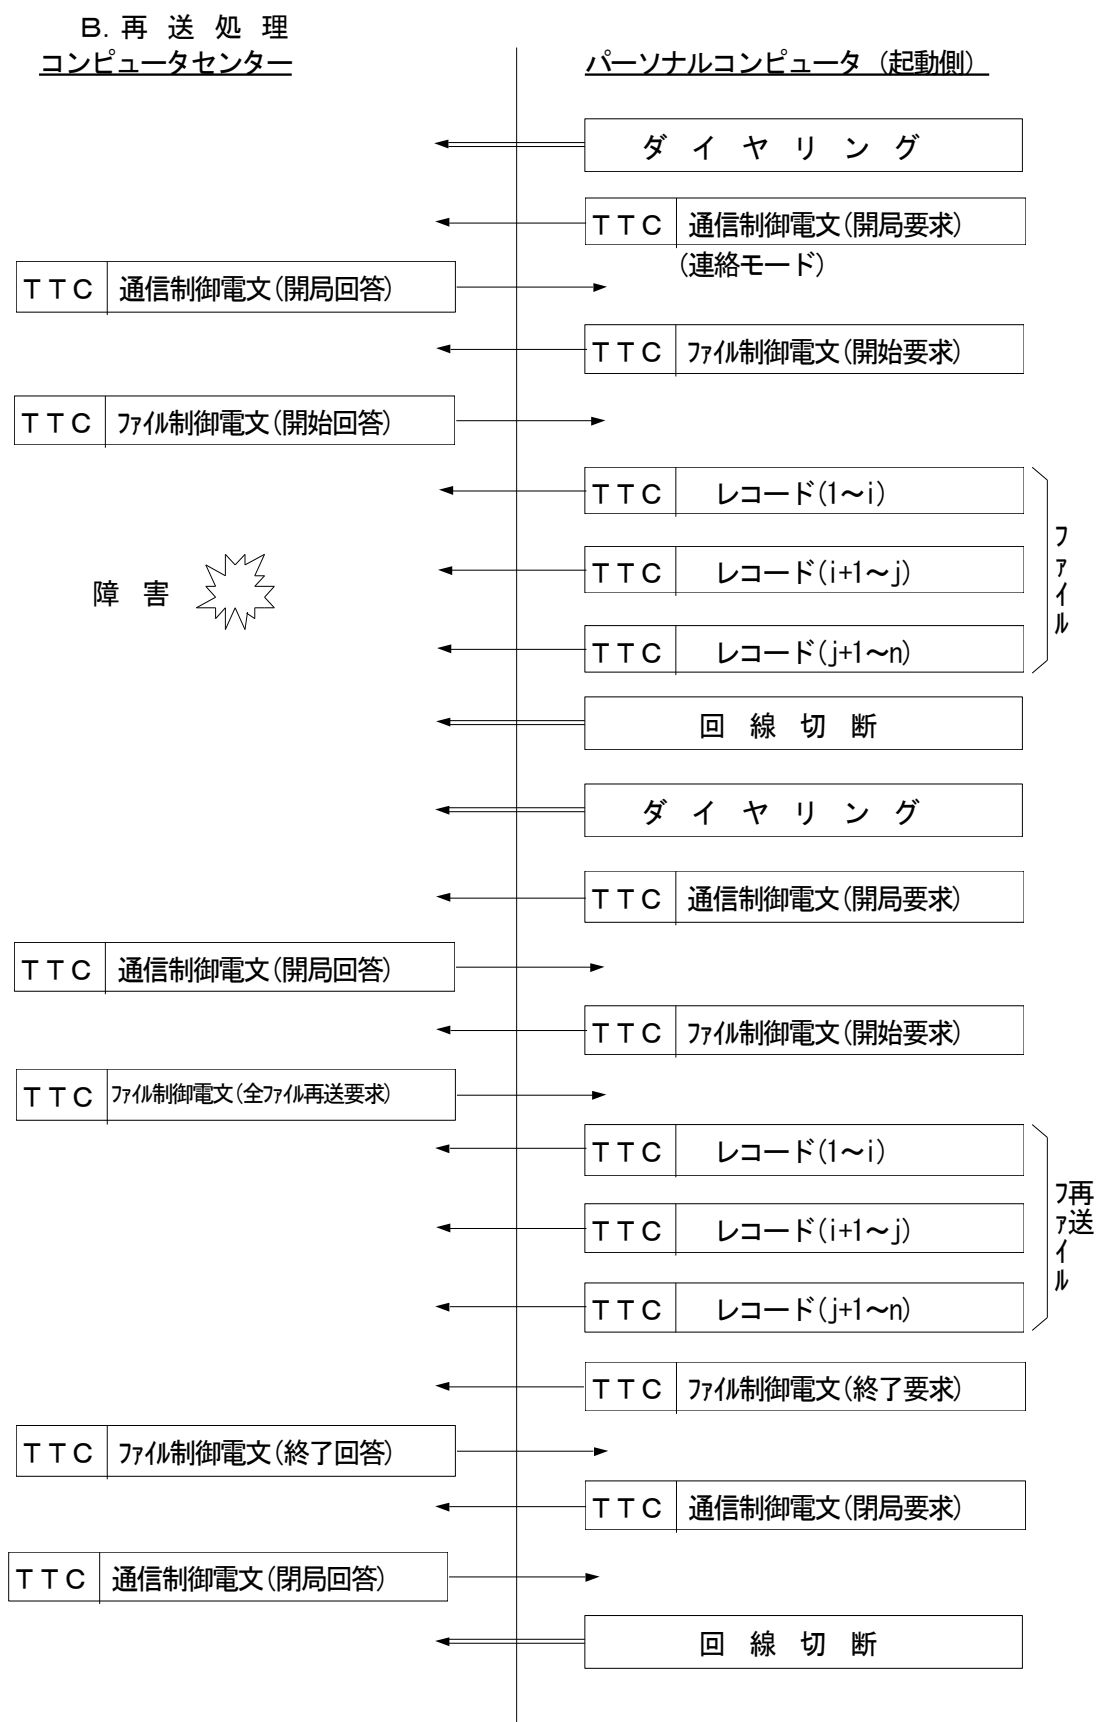 B. 再 送 処 理
コンピュータセンター
パーソナルコンピュータ（起動側）
ダ イ ヤ リ ン グ
ＴＴＣ 通信制御電文(開局要求)
(連絡モード)
ＴＴＣ 通信制御電文(開局回答)
ＴＴＣ ﾌｧｲﾙ制御電文(開始要求)
ＴＴＣ ﾌｧｲﾙ制御電文(開始回答)
ＴＴＣ レコード(1～i)
ＴＴＣ レコード(i+1～j)
ＴＴＣ レコード(j+1～n)
ﾌｧｲﾙ
障 害
回 線 切 断
ダ イ ヤ リ ン グ
ＴＴＣ 通信制御電文(開局要求)
ＴＴＣ 通信制御電文(開局回答)
ＴＴＣ ﾌｧｲﾙ制御電文(開始要求)
ＴＴＣ ﾌｧｲﾙ制御電文(全ﾌｧｲﾙ再送要求)
ＴＴＣ レコード(1～i)
ＴＴＣ レコード(i+1～j)
ＴＴＣ レコード(j+1～n)
再送
ﾌｧｲﾙ
ＴＴＣ ﾌｧｲﾙ制御電文(終了要求)
ＴＴＣ ﾌｧｲﾙ制御電文(終了回答)
ＴＴＣ 通信制御電文(閉局要求)
ＴＴＣ 通信制御電文(閉局回答)
回 線 切 断